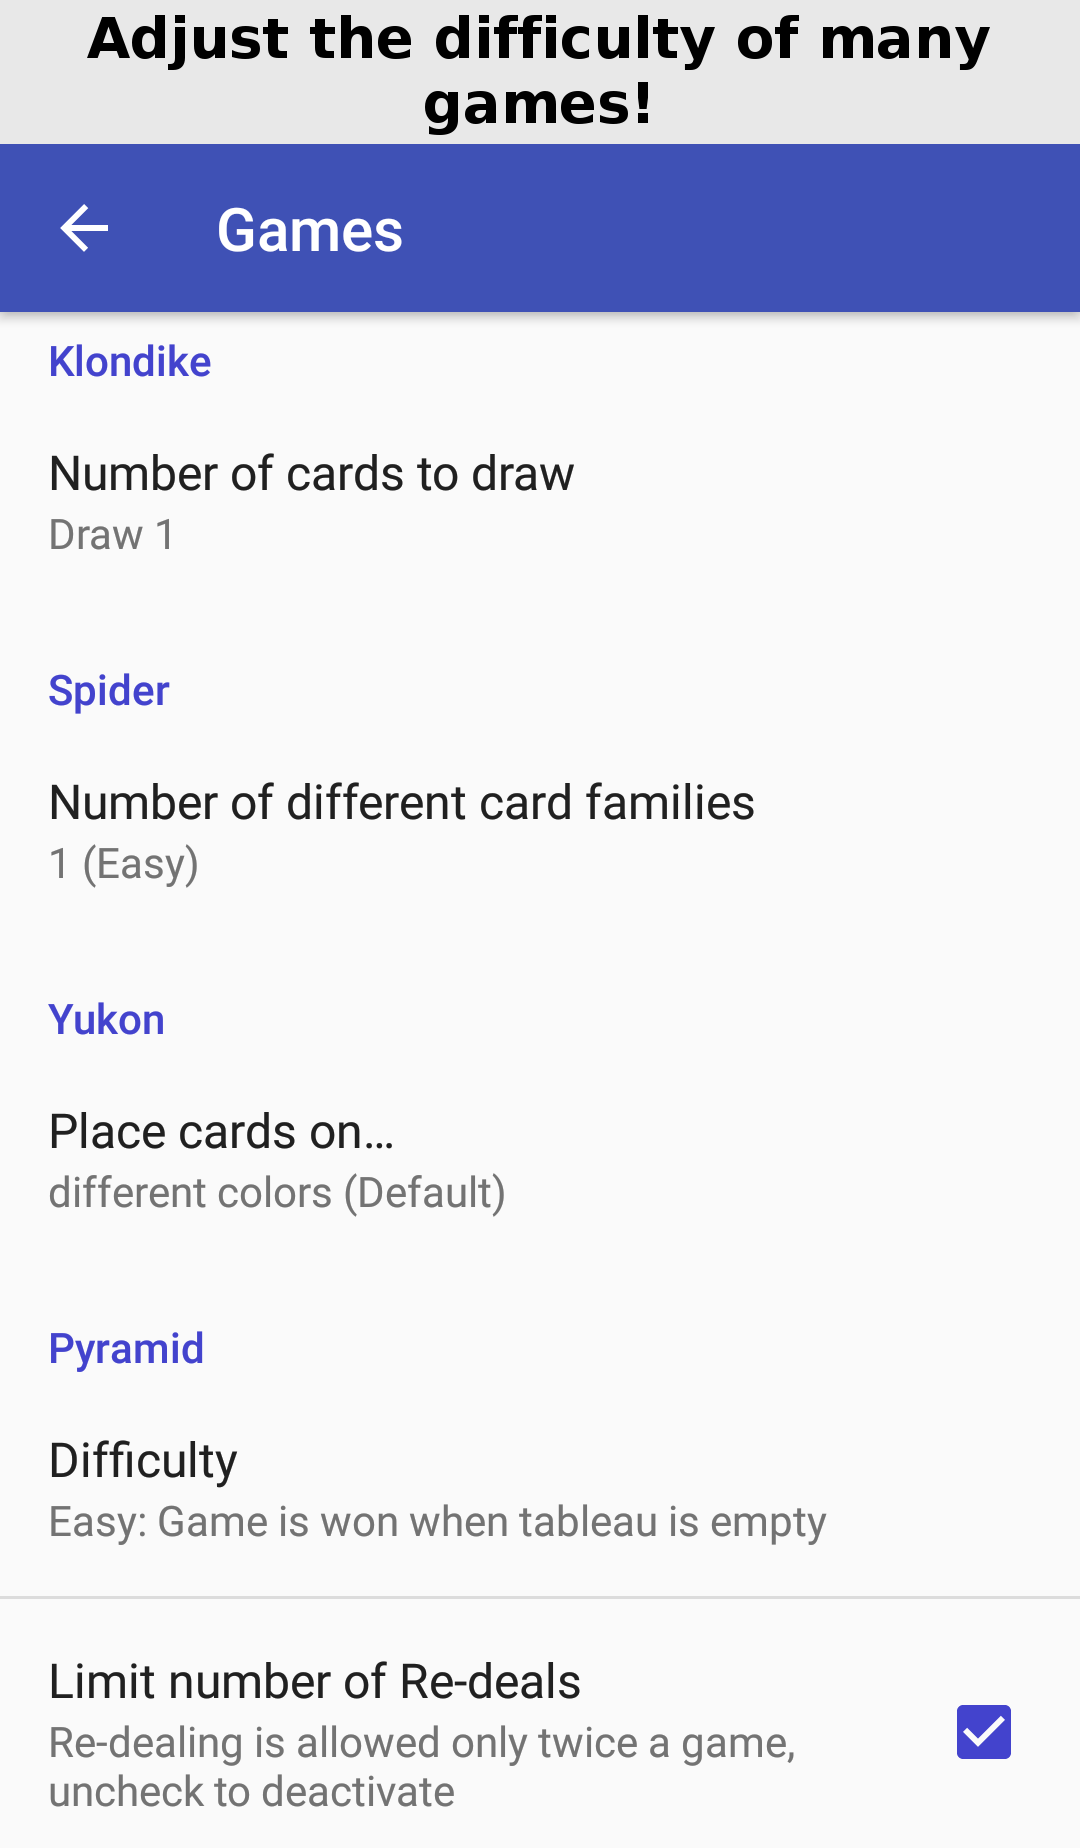 Adjust the difficulty of many
games!
Games
Klondike
Number of cards to draw
Draw 1
Spider
Number of different card families
1 (Easy)
Yukon
Place cards on…
different colors (Default)
Pyramid
Difficulty
Easy: Game is won when tableau is empty
Limit number of Re-deals
Re-dealing is allowed only twice a game,
uncheck to deactivate